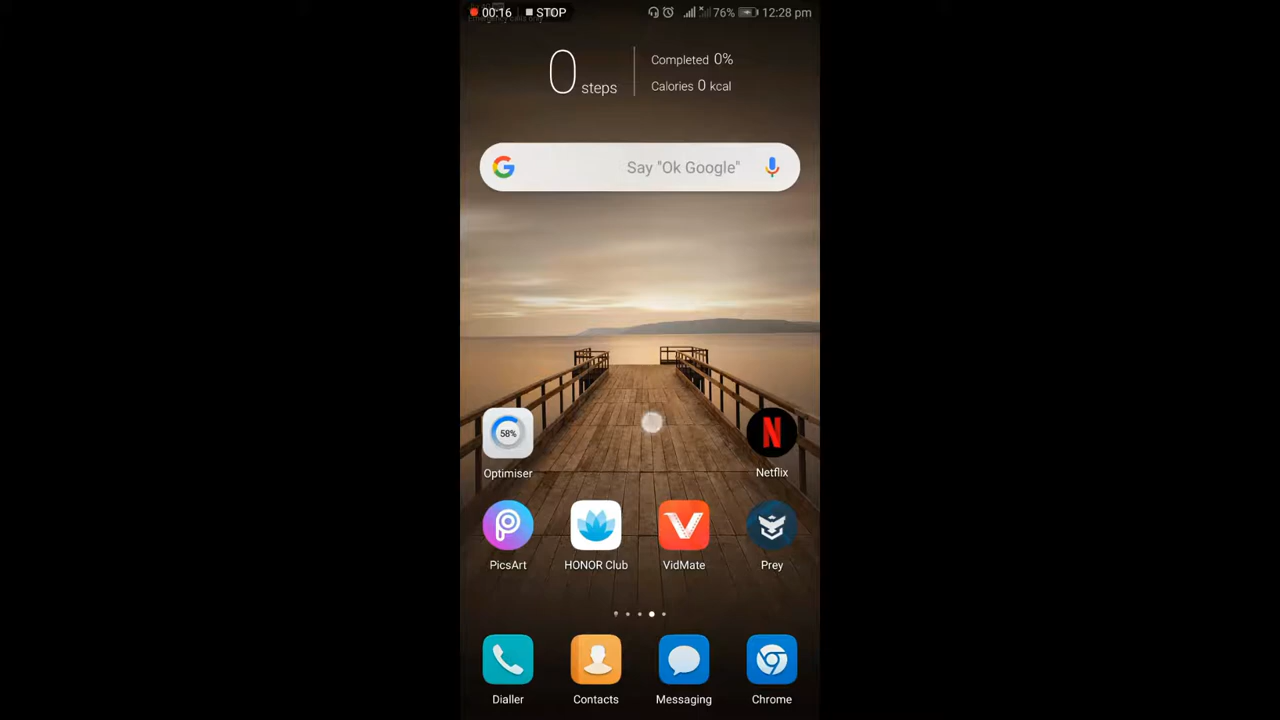 00:16 STOP 76% 12:28 pm
0 steps
Completed 0%
Calories 0 kcal
Say "Ok Google"
58%
Optimiser Netflix
PicsArt HONOR Club VidMate Prey
Dialler Contacts Messaging Chrome